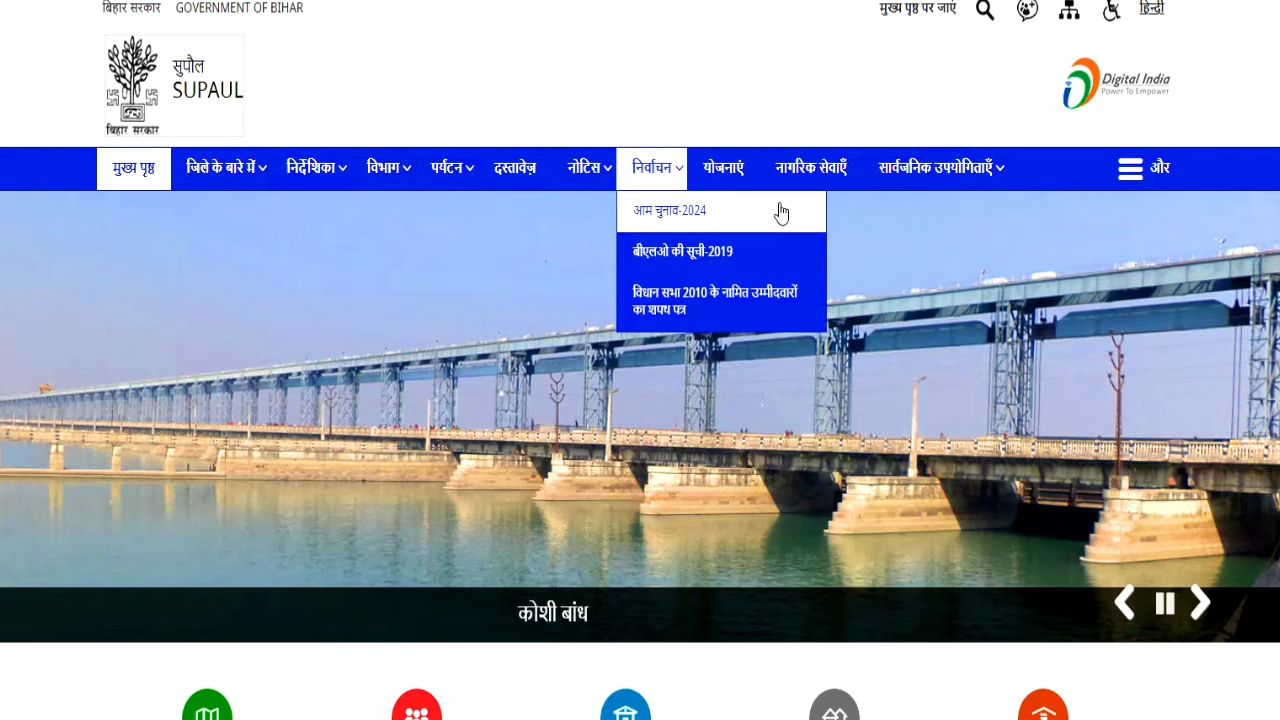 बिहार सरकार GOVERNMENT OF BIHAR
मुख्य पृष्ठ पर जाएं हिन्दी
सुपौल
SUPAUL
बिहार सरकार
Digital India
Power To Empower
मुख्य पृष्ठ जिले के बारे में निर्देशिका विभाग पर्यटन दस्तावेज़ नोटिस निर्वाचन योजनाएं नागरिक सेवाएँ सार्वजनिक उपयोगिताएँ और
आम चुनाव-2024
बीएलओ की सूची-2019
विधान सभा 2010 के नामित उम्मीदवारों
का शपथ पत्र
कोशी बांध